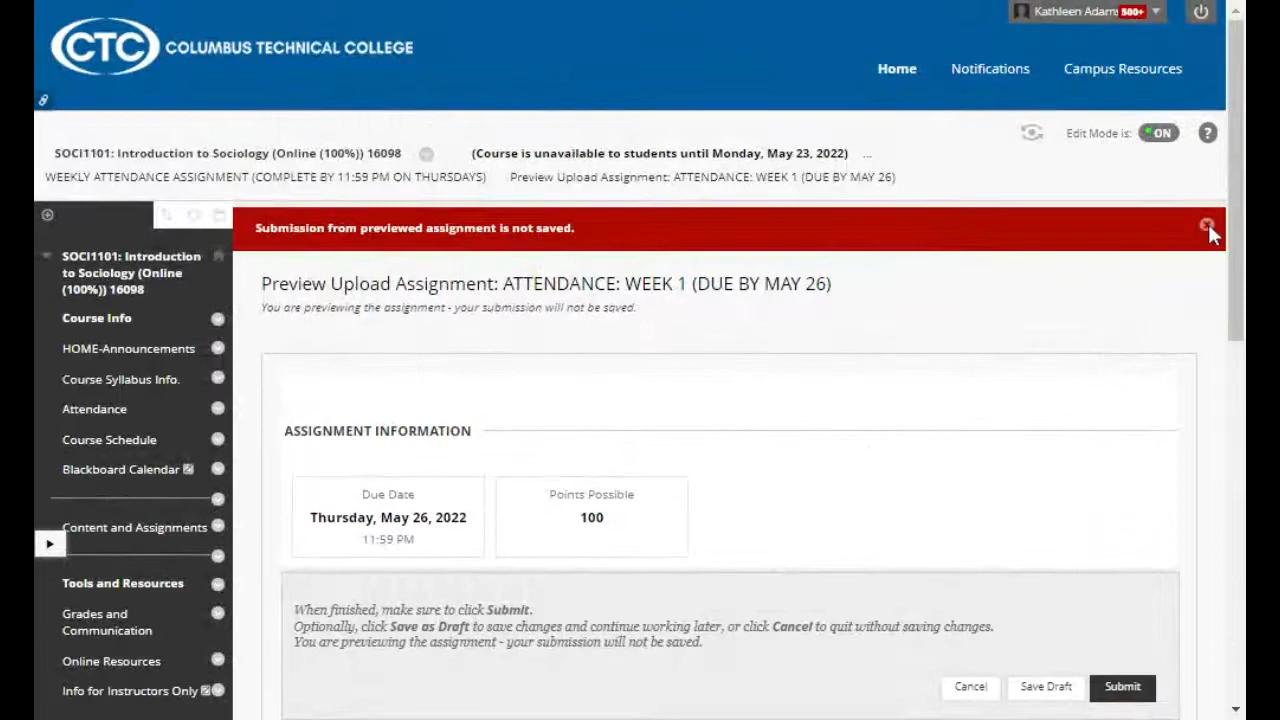 Kathleen Adams 500+
CTC COLUMBUS TECHNICAL COLLEGE
Home Notifications Campus Resources
Edit Mode is: ON ?
SOCI1101: Introduction to Sociology (Online (100%)) 16098 (Course is unavailable to students until Monday, May 23, 2022) ...
WEEKLY ATTENDANCE ASSIGNMENT (COMPLETE BY 11:59 PM ON THURSDAYS) Preview Upload Assignment: ATTENDANCE: WEEK 1 (DUE BY MAY 26)
Submission from previewed assignment is not saved.
SOCI1101: Introduction
to Sociology (Online
(100%)) 16098
Course Info
HOME-Announcements
Course Syllabus Info.
Attendance
Course Schedule
Blackboard Calendar
Content and Assignments
Tools and Resources
Grades and
Communication
Online Resources
Info for Instructors Only
Preview Upload Assignment: ATTENDANCE: WEEK 1 (DUE BY MAY 26)
You are previewing the assignment - your submission will not be saved.
ASSIGNMENT INFORMATION
Due Date
Thursday, May 26, 2022
11:59 PM
Points Possible
100
When finished, make sure to click Submit.
Optionally, click Save as Draft to save changes and continue working later, or click Cancel to quit without saving changes.
You are previewing the assignment - your submission will not be saved.
Cancel Save Draft Submit